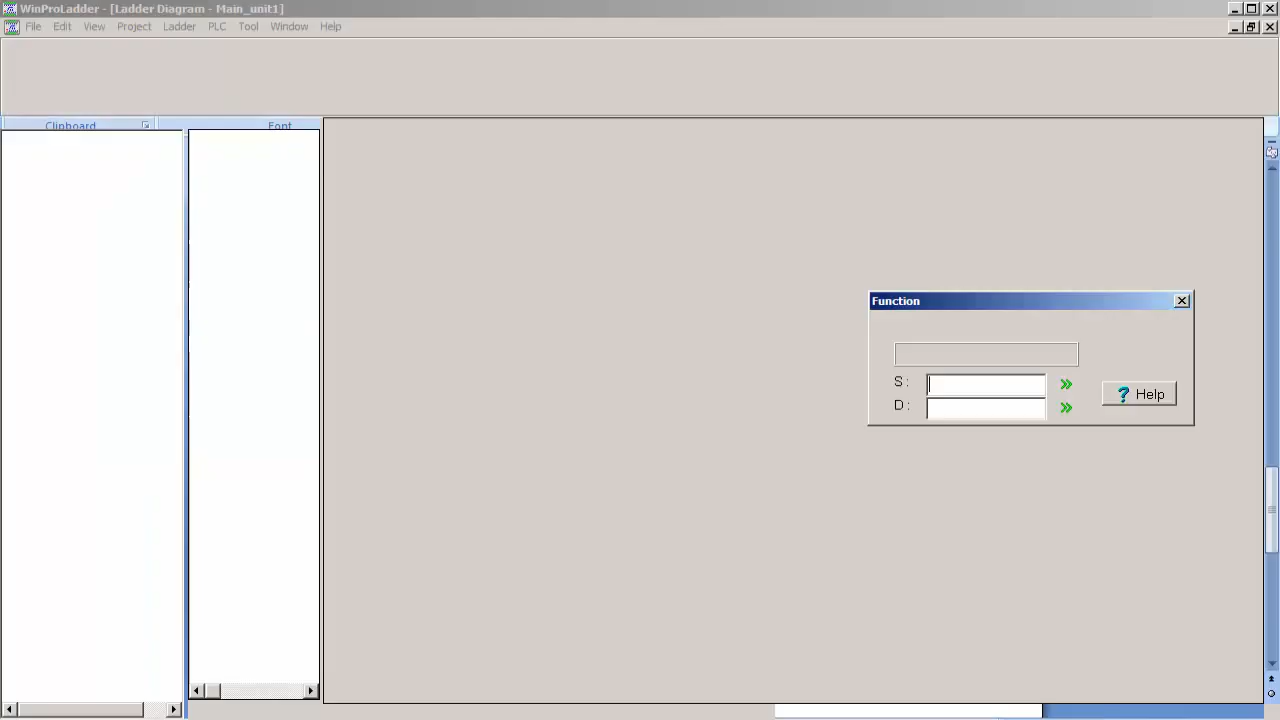 WinProLadder - [Ladder Diagram - Main_unit1]
File Edit View Project Ladder PLC Tool Window Help
Clipboard Font
Function
S :
D :
? Help